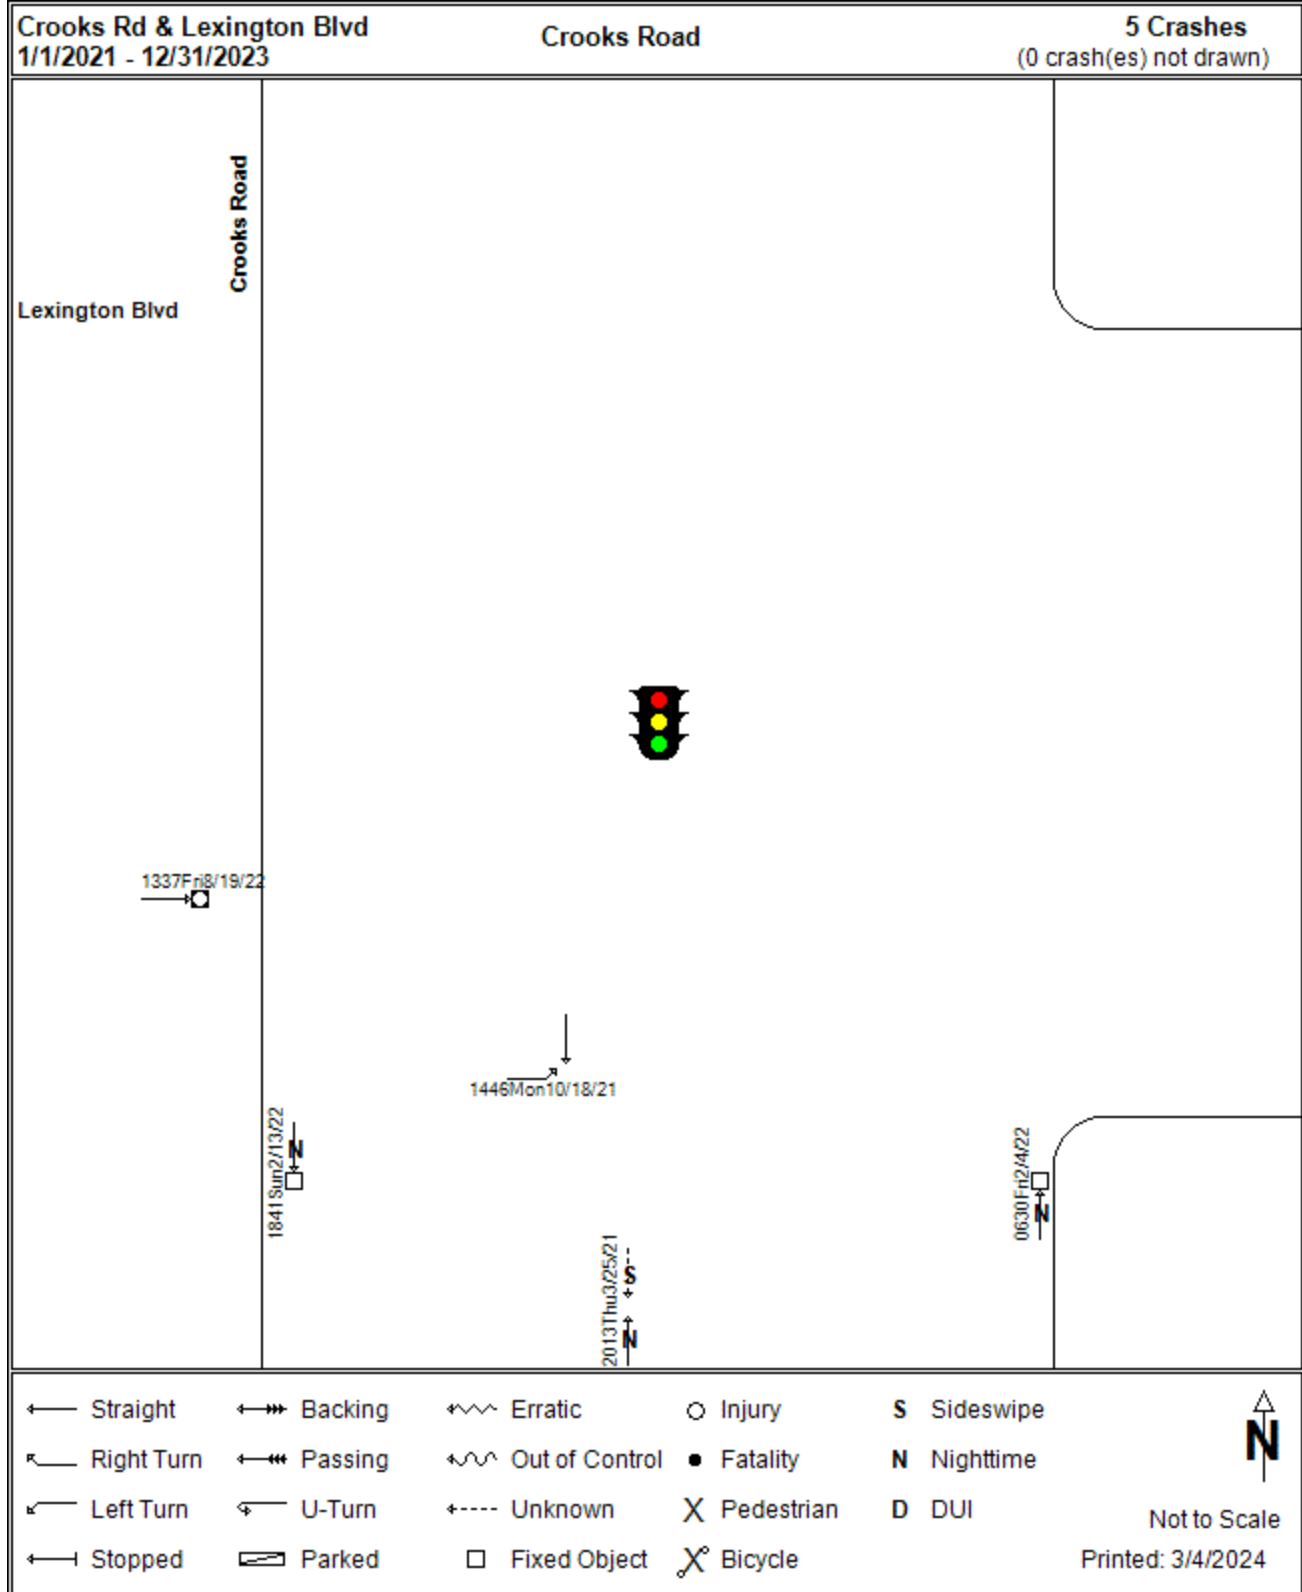 Crooks Rd & Lexington Blvd
1/1/2021 - 12/31/2023
Crooks Road
5 Crashes
(0 crash(es) not drawn)
Crooks Road
Lexington Blvd
1337Fri8/19/22
1446Mon10/18/21
1841Sun2/13/22
N
0630Fri2/4/22
N
2013Thu3/25/21
S
N
Straight
Backing
Erratic
Injury
S Sideswipe
Right Turn
Passing
Out of Control
Fatality
N Nighttime
Left Turn
U-Turn
Unknown
X Pedestrian
D DUI
Stopped
Parked
Fixed Object
Bicycle
N
Not to Scale
Printed: 3/4/2024